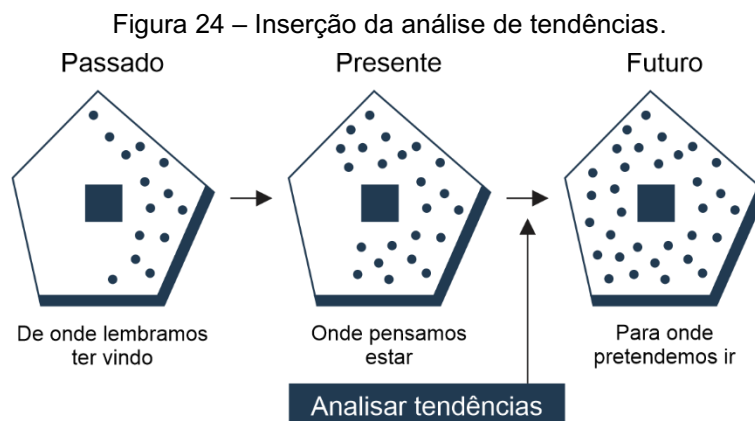 Figura 24 – Inserção da análise de tendências.
Passado
Presente
Futuro
De onde lembramos
ter vindo
Onde pensamos
estar
Para onde
pretendemos ir
Analisar tendências